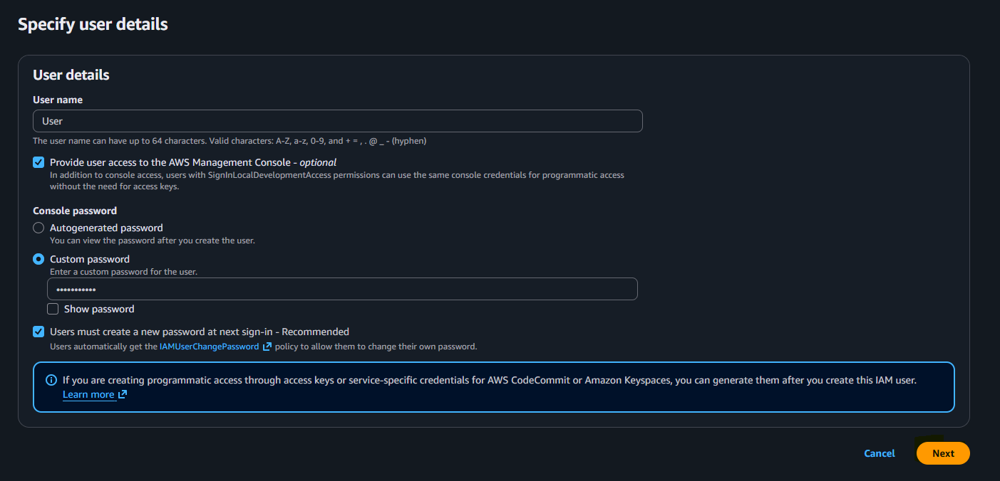 Specify user details
User details
User name
User
The user name can have up to 64 characters. Valid characters: A-Z, a-z, 0-9, and + = , . @ _ - (hyphen)
Provide user access to the AWS Management Console - optional
In addition to console access, users with SignInLocalDevelopmentAccess permissions can use the same console credentials for programmatic access
without the need for access keys.
Console password
Autogenerated password
You can view the password after you create the user.
Custom password
Enter a custom password for the user.
•••••••••••
Show password
Users must create a new password at next sign-in - Recommended
Users automatically get the IAMUserChangePassword policy to allow them to change their own password.
If you are creating programmatic access through access keys or service-specific credentials for AWS CodeCommit or Amazon Keyspaces, you can generate them after you create this IAM user.
Learn more
Cancel Next